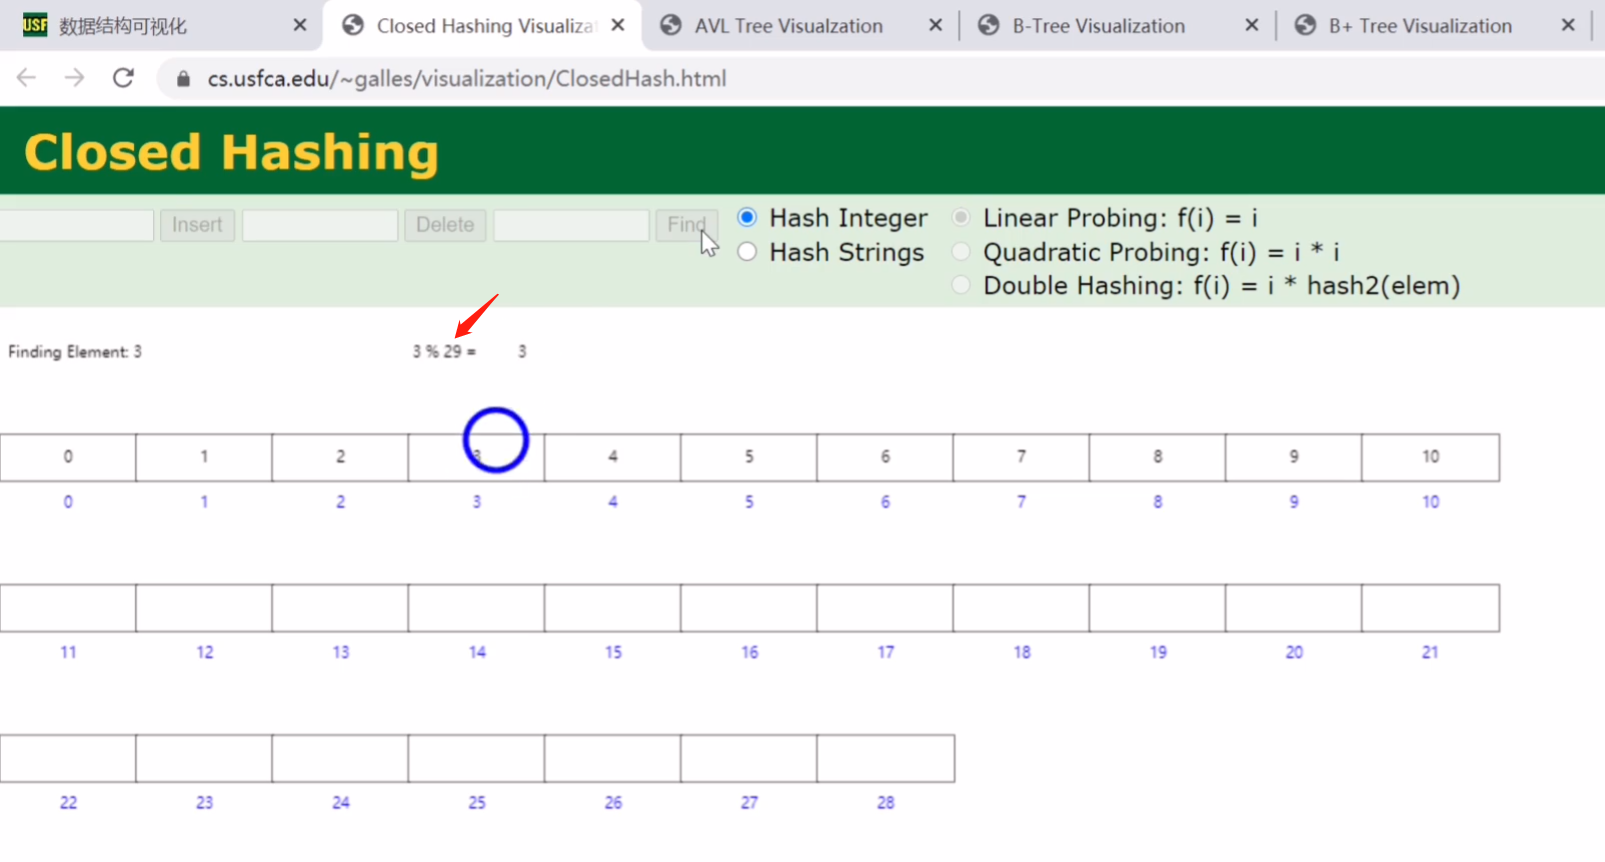 USF 数据结构可视化 Closed Hashing Visualiza AVL Tree Visualzation B-Tree Visualization B+ Tree Visualization
cs.usfca.edu/~galles/visualization/ClosedHash.html
Closed Hashing
Insert Delete Find Hash Integer Linear Probing: f(i) = i
Hash Strings Quadratic Probing: f(i) = i * i
Double Hashing: f(i) = i * hash2(elem)
Finding Element: 3 3 % 29 = 3
0 1 2 3 4 5 6 7 8 9 10
0 1 2 3 4 5 6 7 8 9 10
11 12 13 14 15 16 17 18 19 20 21
22 23 24 25 26 27 28